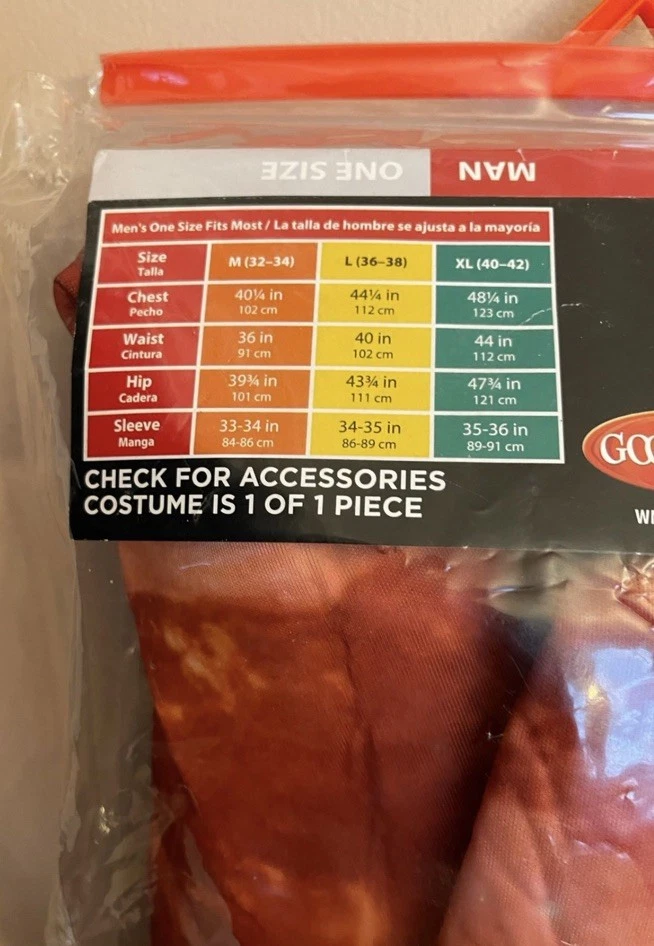 ONE SIZE
MAN
Men's One Size Fits Most / La talla de hombre se ajusta a la mayoría
Size M (32–34) L (36–38) XL (40–42)
Talla
Chest 40¼ in 44¼ in 48¼ in
Pecho 102 cm 112 cm 123 cm
Waist 36 in 40 in 44 in
Cintura 91 cm 102 cm 112 cm
Hip 39¾ in 43¾ in 47¾ in
Cadera 101 cm 111 cm 121 cm
Sleeve 33-34 in 34-35 in 35-36 in
Manga 84-86 cm 86-89 cm 89-91 cm
CHECK FOR ACCESSORIES
COSTUME IS 1 OF 1 PIECE